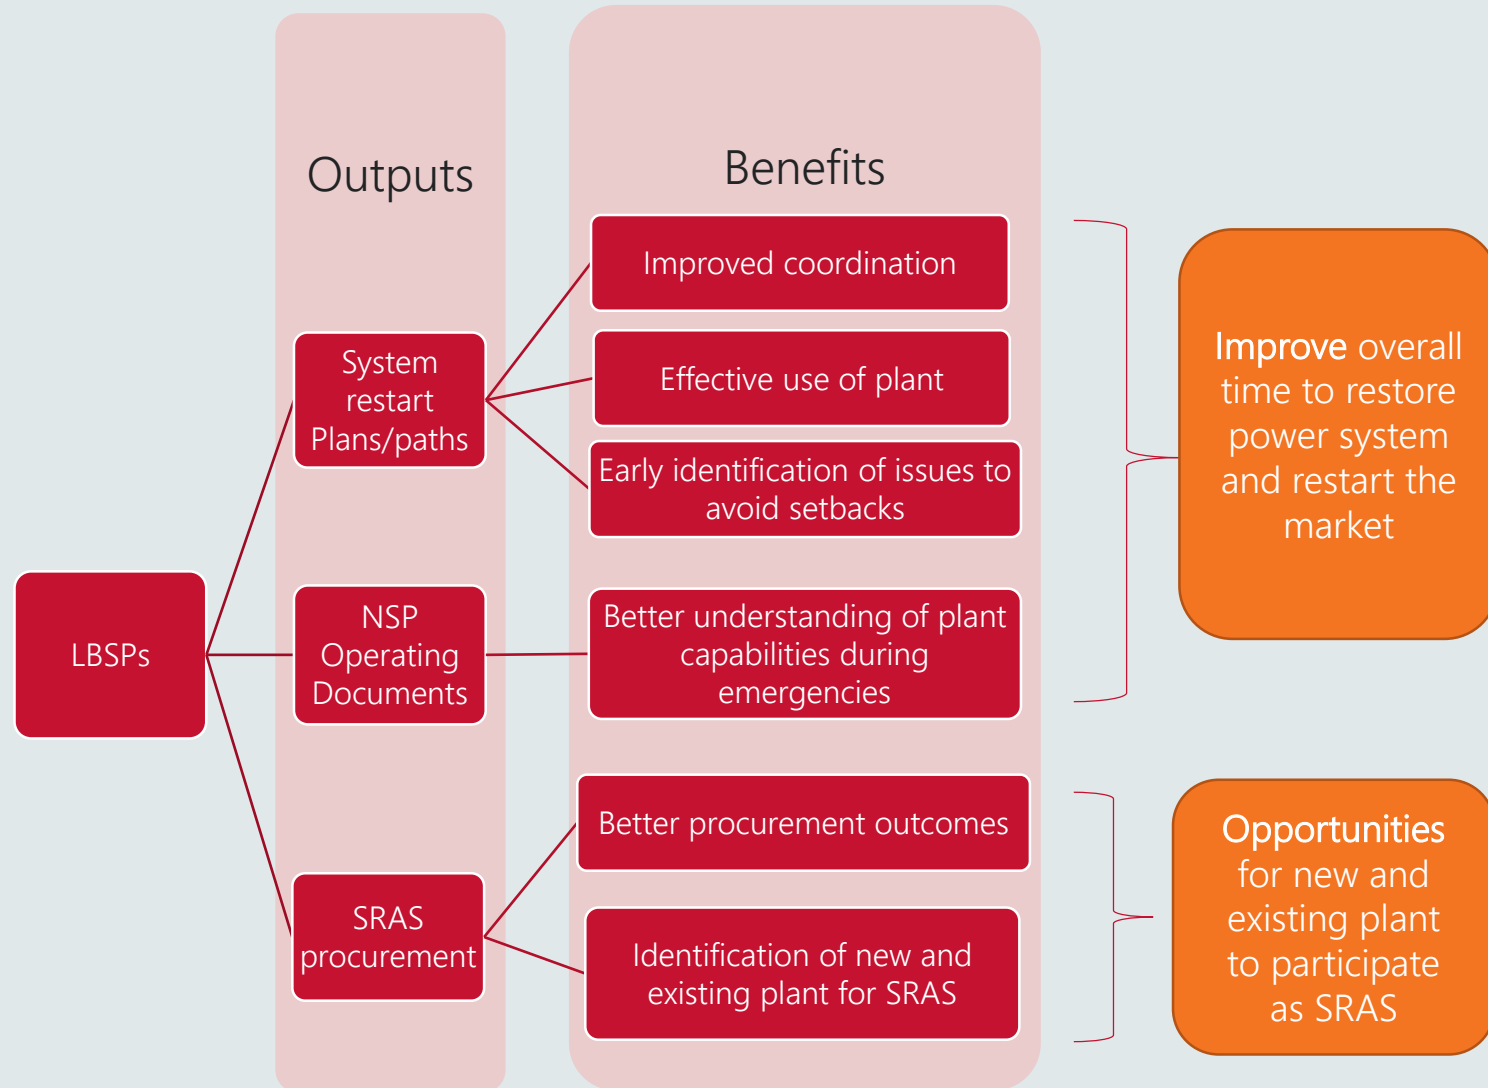 Outputs
Benefits
LBSPs
System
restart
Plans/paths
NSP
Operating
Documents
SRAS
procurement
Improved coordination
Effective use of plant
Early identification of issues to
avoid setbacks
Better understanding of plant
capabilities during
emergencies
Better procurement outcomes
Identification of new and
existing plant for SRAS
Improve overall
time to restore
power system
and restart the
market
Opportunities
for new and
existing plant
to participate
as SRAS